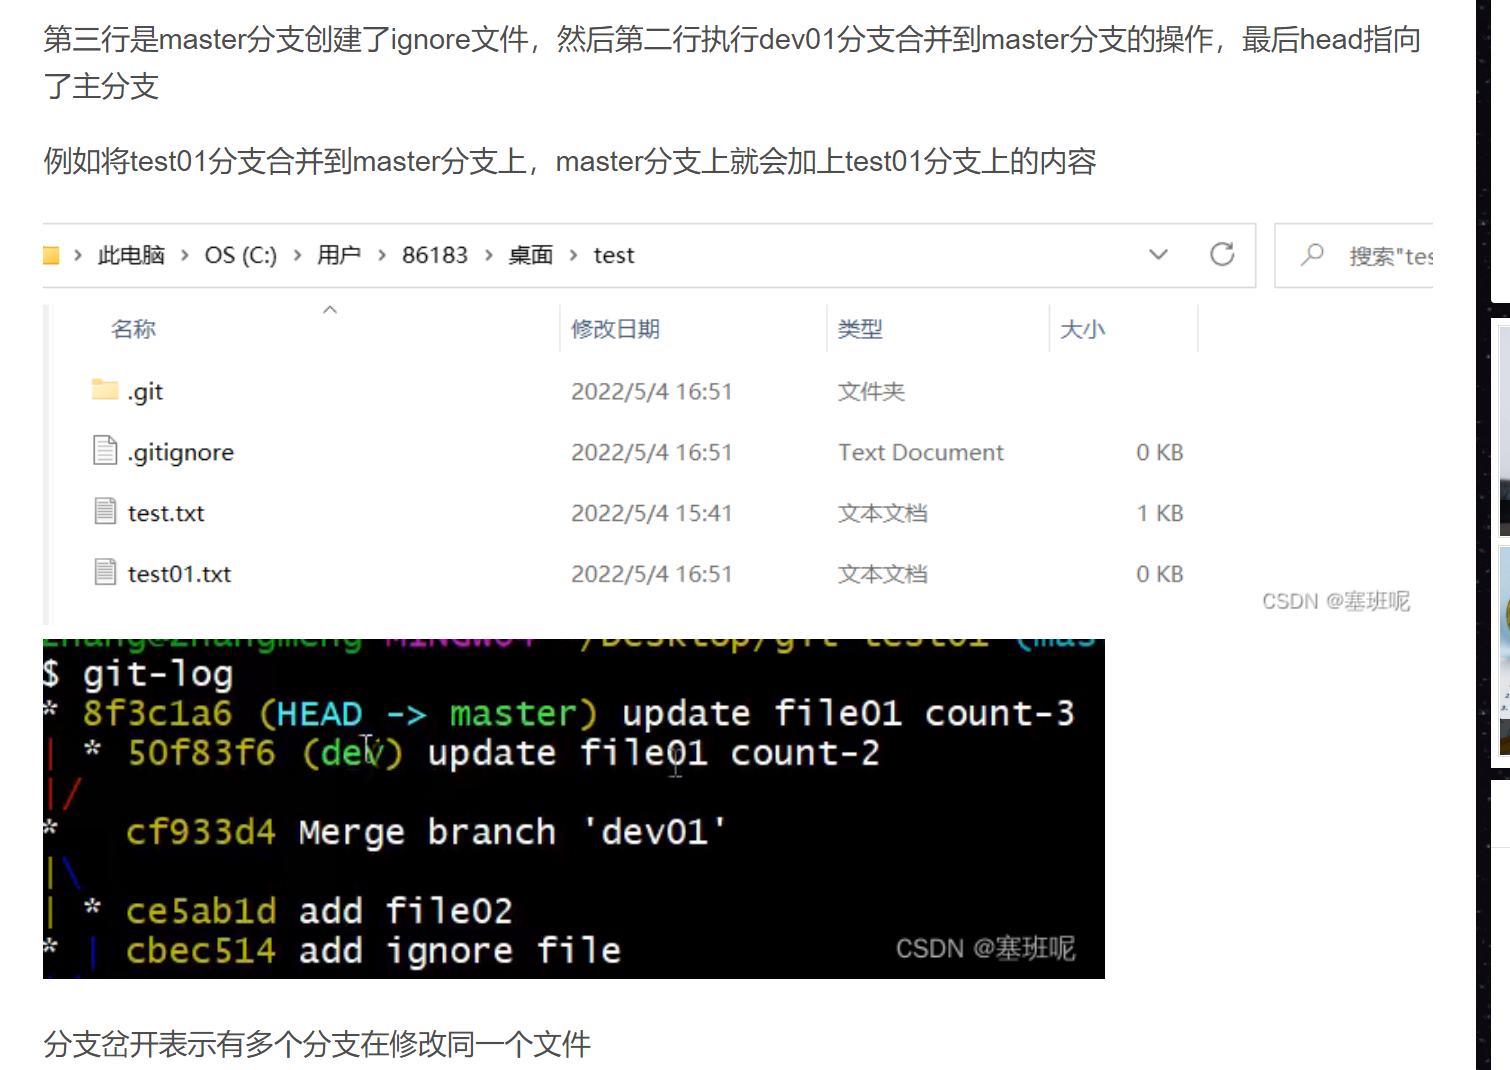 第三行是master分支创建了ignore文件，然后第二行执行dev01分支合并到master分支的操作，最后head指向
了主分支
例如将test01分支合并到master分支上，master分支上就会加上test01分支上的内容
此电脑 › OS (C:) › 用户 › 86183 › 桌面 › test
搜索"tes
名称 修改日期 类型 大小
.git 2022/5/4 16:51 文件夹
.gitignore 2022/5/4 16:51 Text Document 0 KB
test.txt 2022/5/4 15:41 文本文档 1 KB
test01.txt 2022/5/4 16:51 文本文档 0 KB
CSDN @塞班呢
$ git-log
* 8f3c1a6 (HEAD -> master) update file01 count-3
| * 50f83f6 (dev) update file01 count-2
|/
* cf933d4 Merge branch 'dev01'
|\
| * ce5ab1d add file02
* | cbec514 add ignore file
CSDN @塞班呢
分支岔开表示有多个分支在修改同一个文件